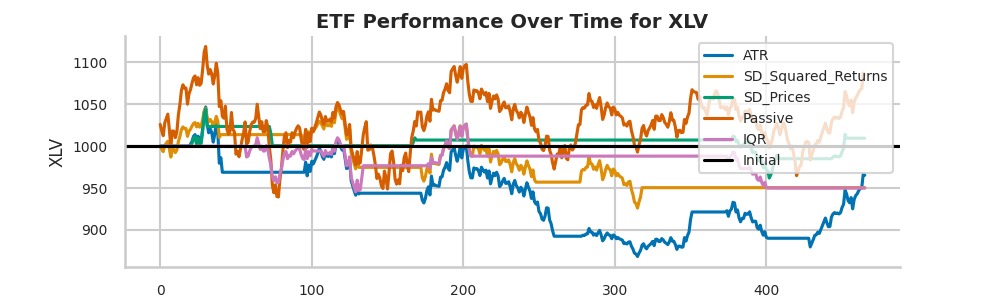 ETF Performance Over Time for XLV
XLV
1100
1050
1000
950
900
0
100
200
300
400
ATR
SD_Squared_Returns
SD_Prices
Passive
IQR
Initial